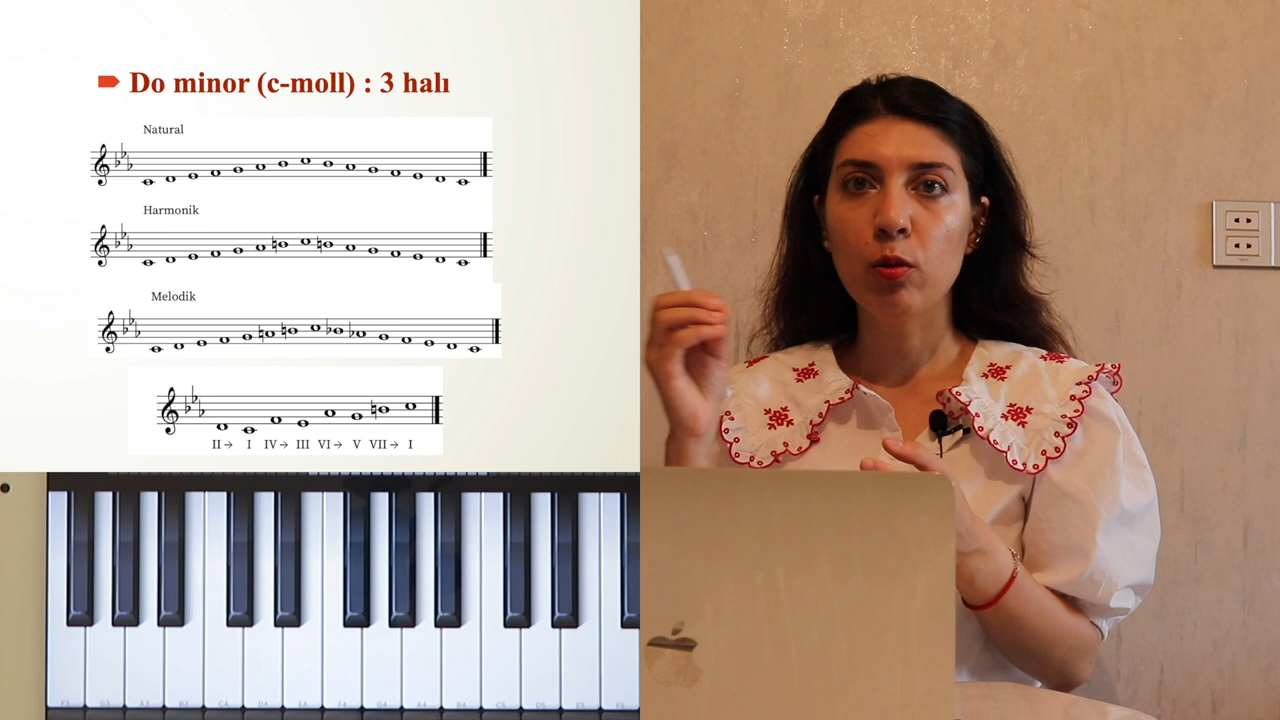 Do minor (c-moll) : 3 halı
Natural
Harmonik
Melodik
II → I IV → III VI → V VII → I